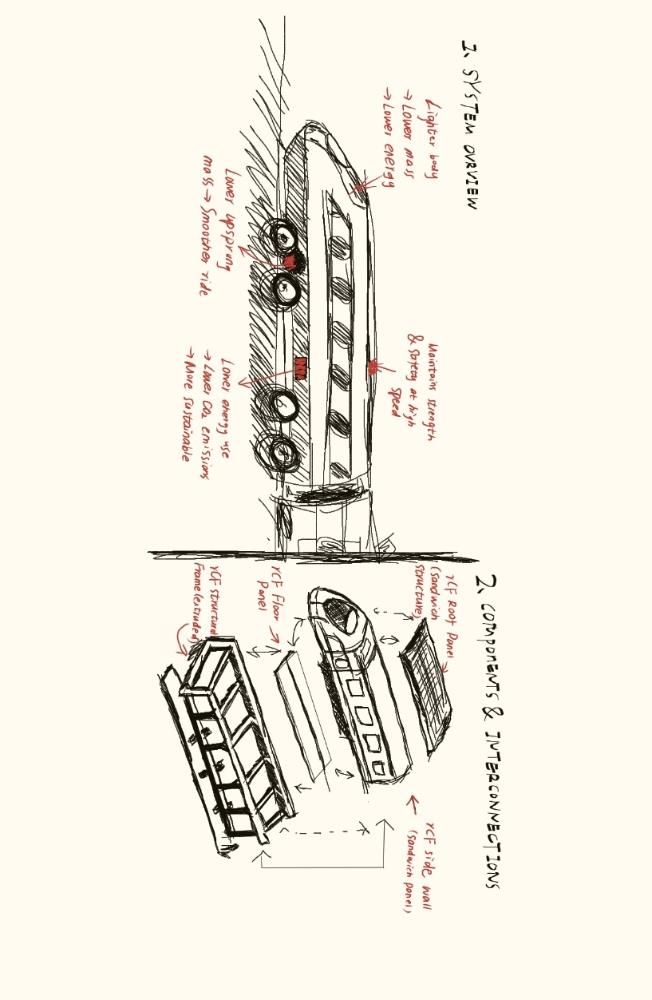 1. SYSTEM OVRVIEW
Lighter body
→ Lower mass
→ Lower energy
Maintains strength
& safety at high
speed
Lower upsprung
mass → Smoother ride
Lower energy use
→ Lower CO₂ emissions
→ More sustainable
2. COMPONENTS & INTERCONNECTIONS
rCF Roof Panel
(sandwich
structure)
rCF side wall
(sandwich panel)
rCF Floor
Panel
rCF structural
Frame (extruded)